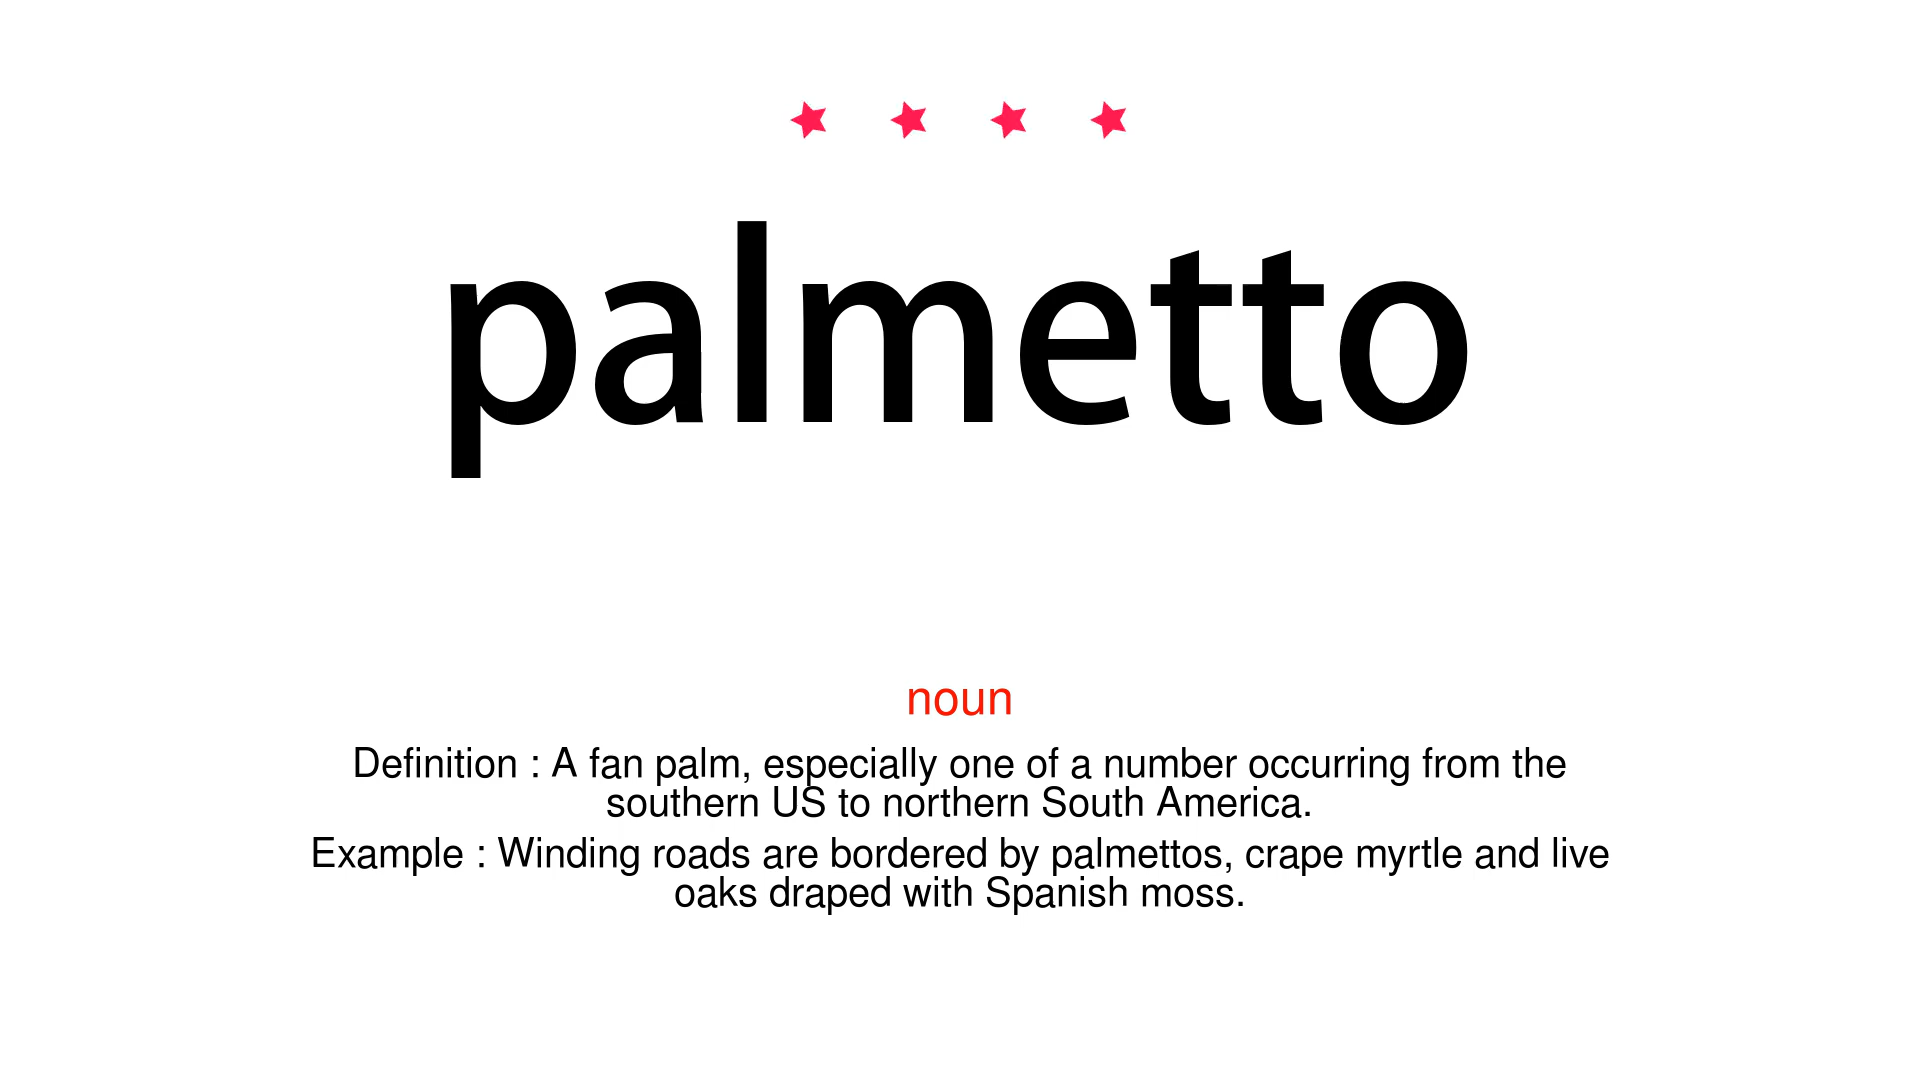 palmetto
noun
Definition : A fan palm, especially one of a number occurring from the
southern US to northern South America.
Example : Winding roads are bordered by palmettos, crape myrtle and live
oaks draped with Spanish moss.